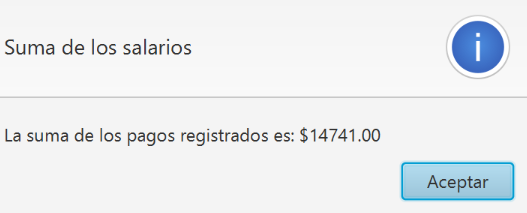 Suma de los salarios
i
La suma de los pagos registrados es: $14741.00
Aceptar